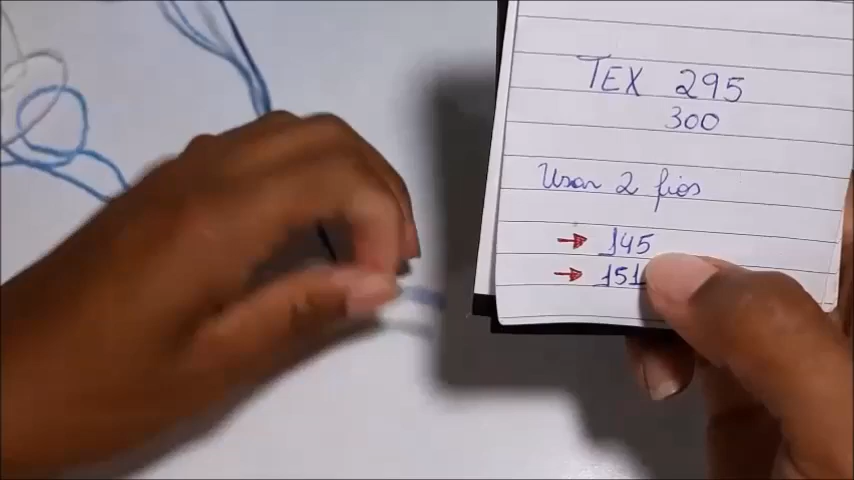 TEX 295
300
Usar 2 fios
→ 145
→ 151